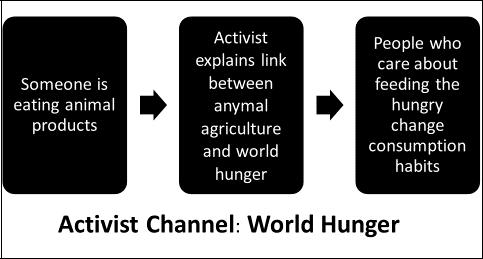 Someone is
eating animal
products
Activist
explains link
between
anymal
agriculture
and world
hunger
People who
care about
feeding the
hungry
change
consumption
habits
Activist Channel: World Hunger